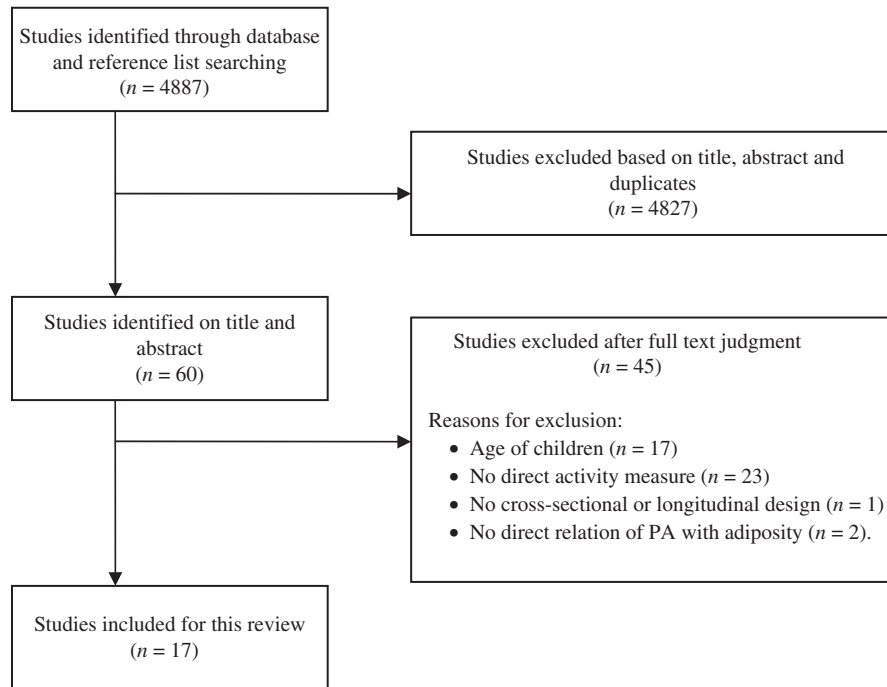 Studies identified through database
and reference list searching
(n = 4887)
Studies excluded based on title, abstract and
duplicates
(n = 4827)
Studies identified on title and
abstract
(n = 60)
Studies excluded after full text judgment
(n = 45)
Reasons for exclusion:
• Age of children (n = 17)
• No direct activity measure (n = 23)
• No cross-sectional or longitudinal design (n = 1)
• No direct relation of PA with adiposity (n = 2).
Studies included for this review
(n = 17)